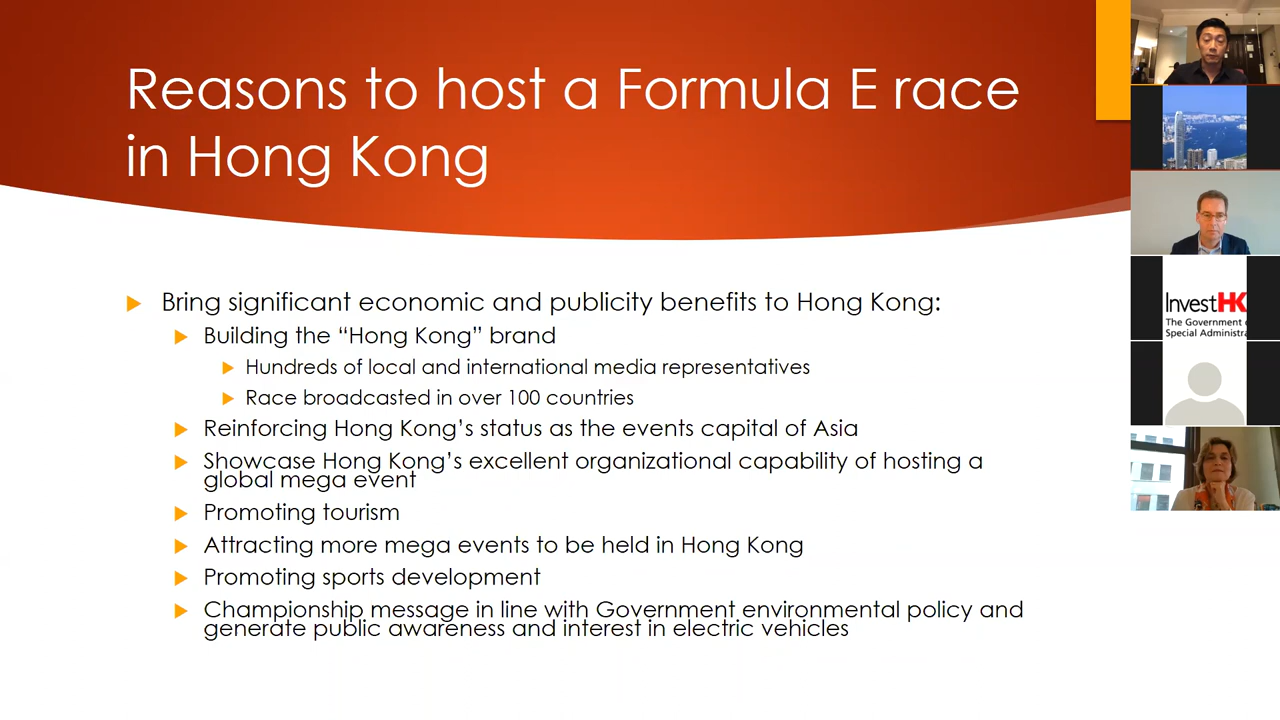 Reasons to host a Formula E race
in Hong Kong
Bring significant economic and publicity benefits to Hong Kong:
Building the “Hong Kong” brand
Hundreds of local and international media representatives
Race broadcasted in over 100 countries
Reinforcing Hong Kong’s status as the events capital of Asia
Showcase Hong Kong’s excellent organizational capability of hosting a
global mega event
Promoting tourism
Attracting more mega events to be held in Hong Kong
Promoting sports development
Championship message in line with Government environmental policy and
generate public awareness and interest in electric vehicles
InvestHK
The Government
Special